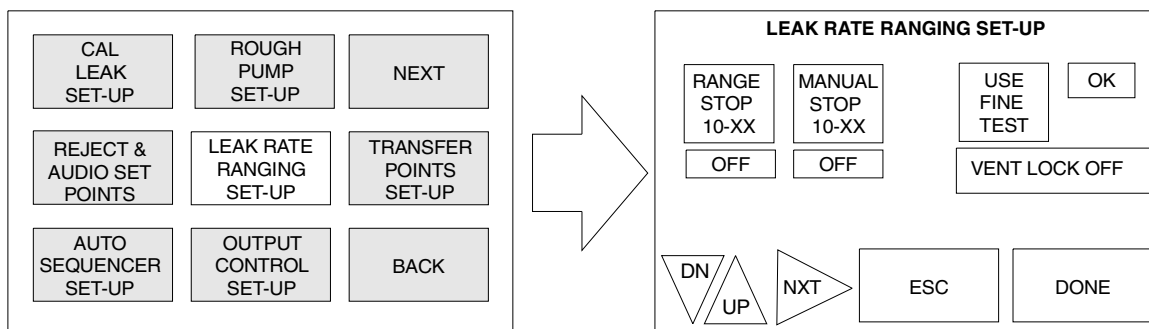 CAL
LEAK
SET-UP
ROUGH
PUMP
SET-UP
NEXT
REJECT &
AUDIO SET
POINTS
LEAK RATE
RANGING
SET-UP
TRANSFER
POINTS
SET-UP
AUTO
SEQUENCER
SET-UP
OUTPUT
CONTROL
SET-UP
BACK
LEAK RATE RANGING SET-UP
RANGE
STOP
10-XX
MANUAL
STOP
10-XX
USE
FINE
TEST
OK
OFF
OFF
VENT LOCK OFF
DN
UP
NXT
ESC
DONE